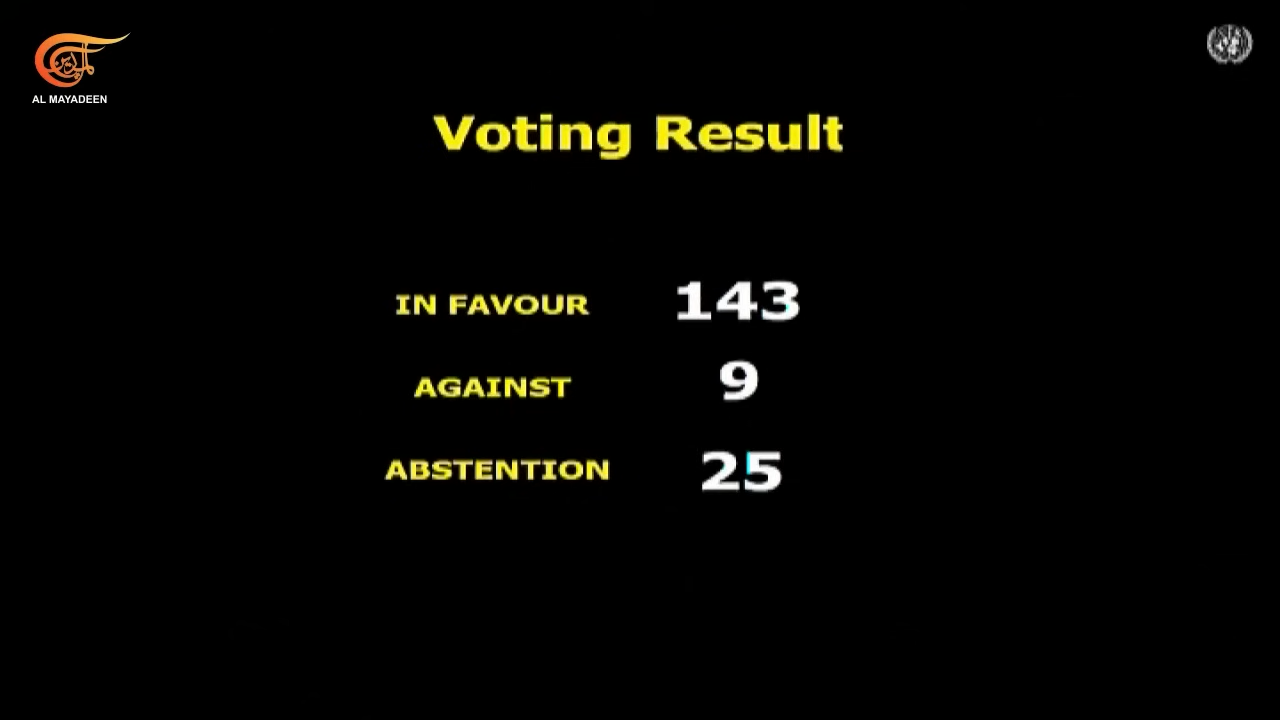 AL MAYADEEN
Voting Result
IN FAVOUR 143
AGAINST 9
ABSTENTION 25